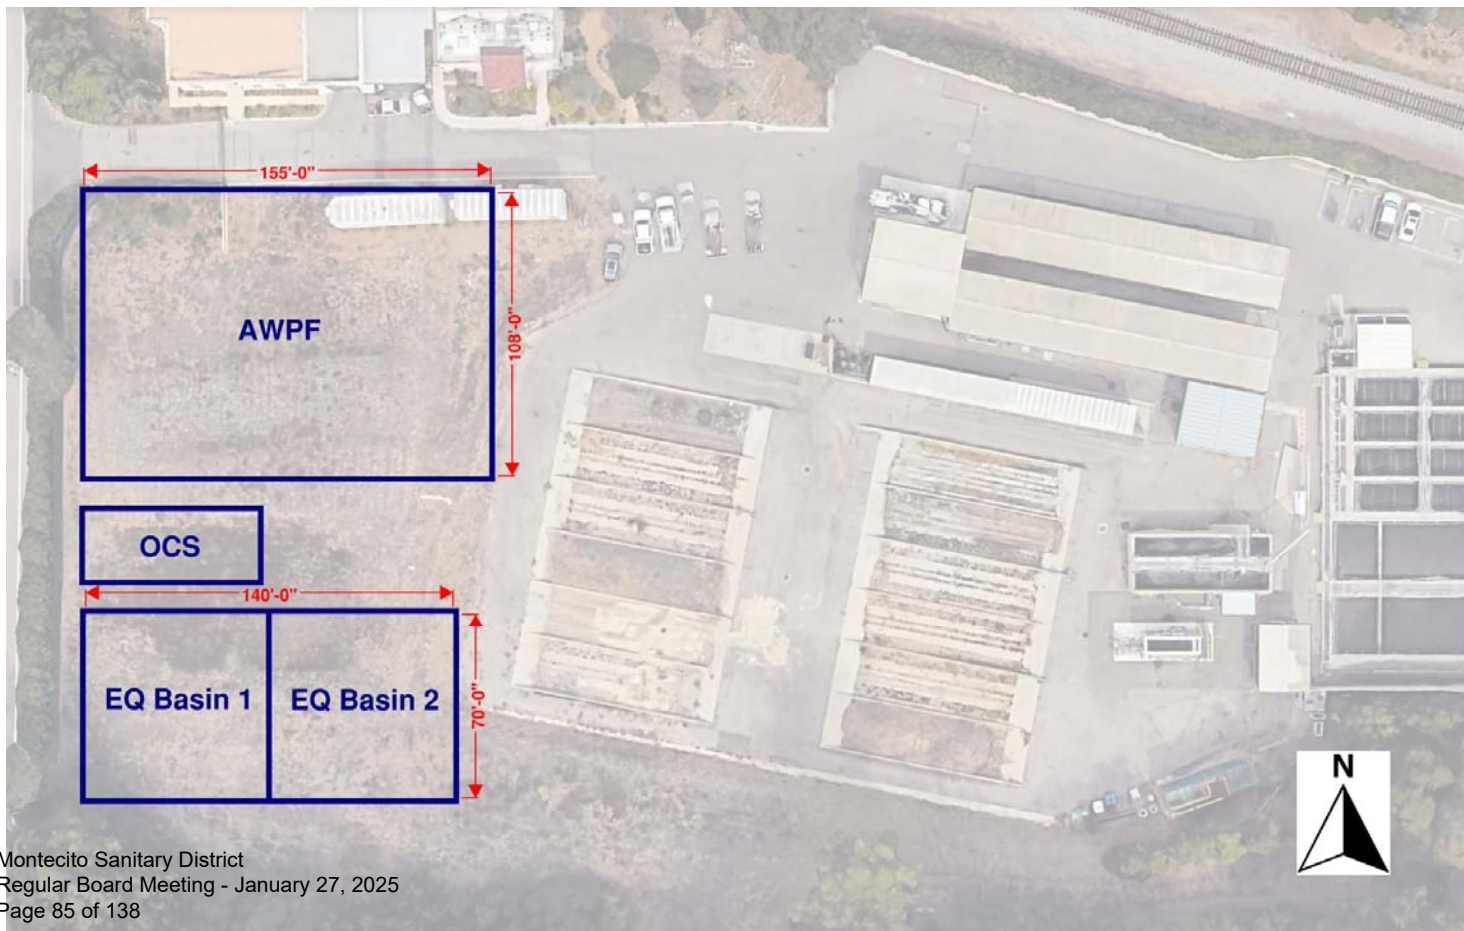 155'-0"
AWPF
108'-0"
OCS
140'-0"
EQ Basin 1
EQ Basin 2
70'-0"
N
Montecito Sanitary District
Regular Board Meeting - January 27, 2025
Page 85 of 138